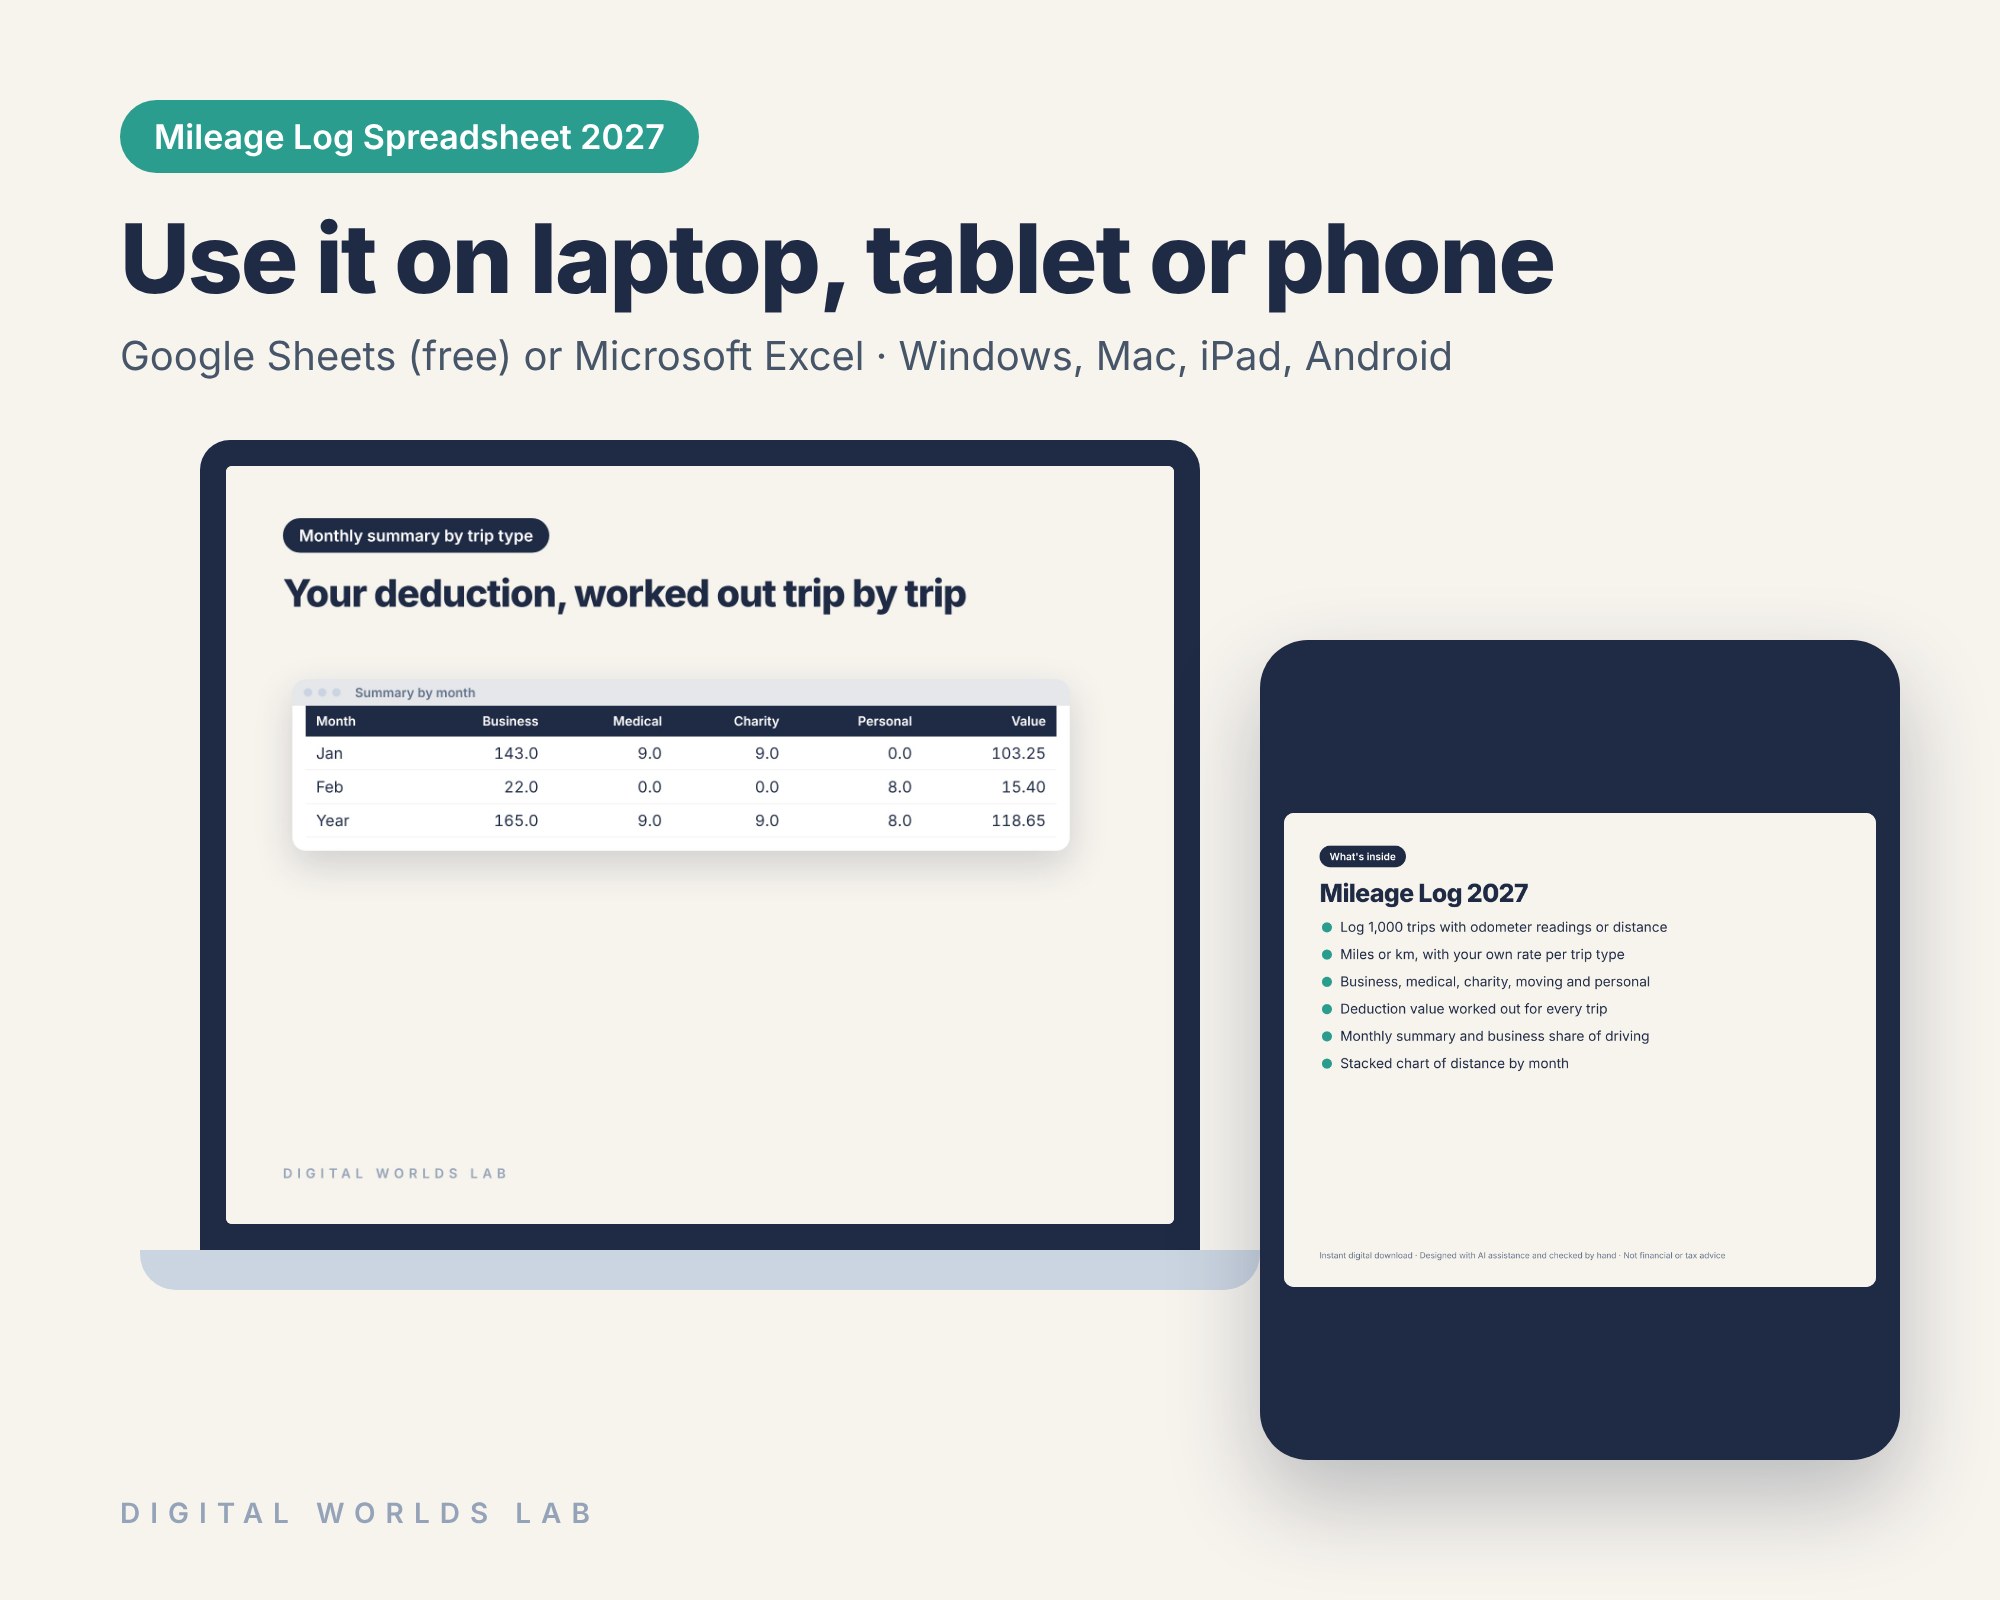 Mileage Log Spreadsheet 2027
Use it on laptop, tablet or phone
Google Sheets (free) or Microsoft Excel · Windows, Mac, iPad, Android
Monthly summary by trip type
Your deduction, worked out trip by trip
Summary by month
Month Business Medical Charity Personal Value
Jan 143.0 9.0 9.0 0.0 103.25
Feb 22.0 0.0 0.0 8.0 15.40
Year 165.0 9.0 9.0 8.0 118.65
DIGITAL WORLDS LAB
What's inside
Mileage Log 2027
Log 1,000 trips with odometer readings or distance
Miles or km, with your own rate per trip type
Business, medical, charity, moving and personal
Deduction value worked out for every trip
Monthly summary and business share of driving
Stacked chart of distance by month
Instant digital download · Designed with AI assistance and checked by hand · Not financial or tax advice
DIGITAL WORLDS LAB